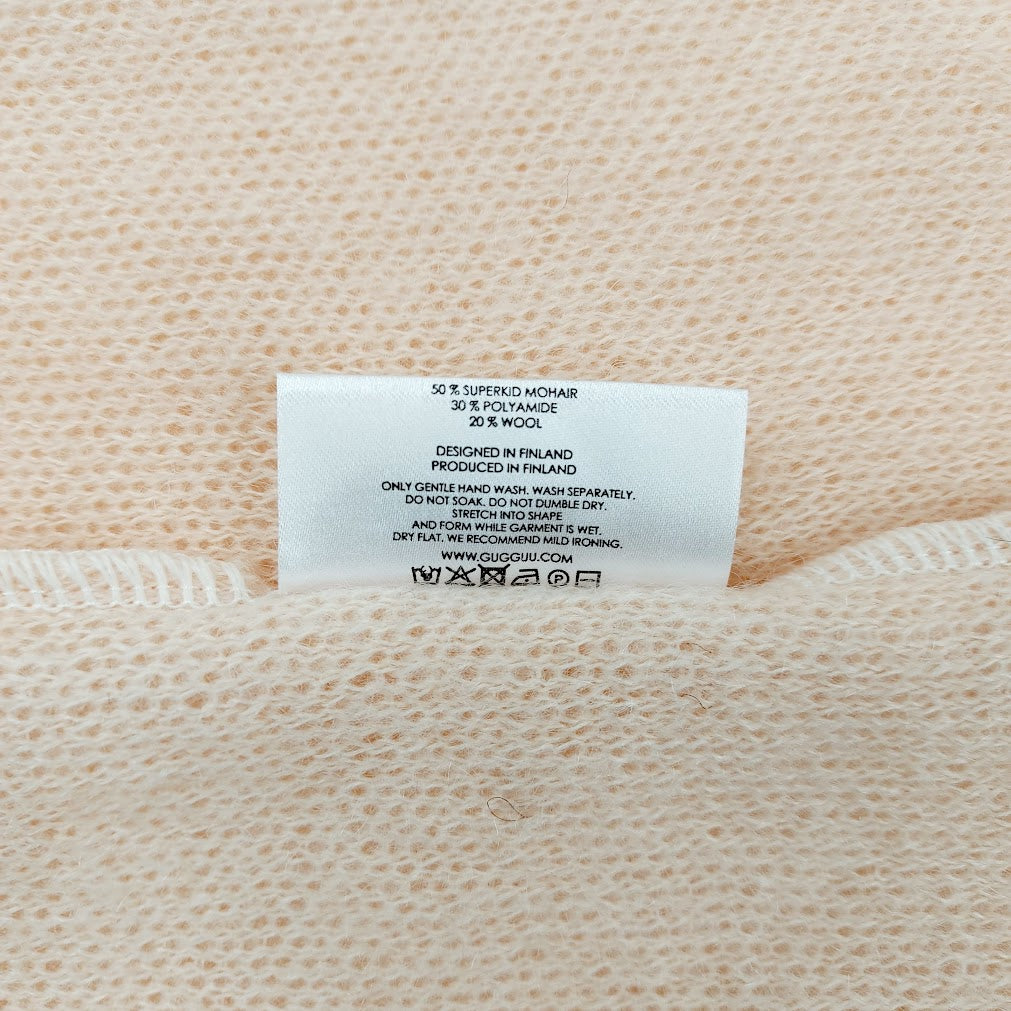 50 % SUPERKID MOHAIR
30 % POLYAMIDE
20 % WOOL
DESIGNED IN FINLAND
PRODUCED IN FINLAND
ONLY GENTLE HAND WASH. WASH SEPARATELY.
DO NOT SOAK. DO NOT DUMBLE DRY.
STRETCH INTO SHAPE
AND FORM WHILE GARMENT IS WET.
DRY FLAT. WE RECOMMEND MILD IRONING.
WWW.GUGGUU.COM
P